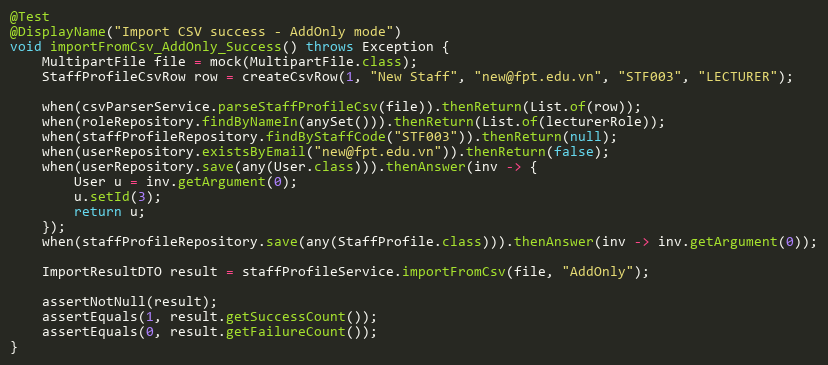 @Test
@DisplayName("Import CSV success - AddOnly mode")
void importFromCsv_AddOnly_Success() throws Exception {
    MultipartFile file = mock(MultipartFile.class);
    StaffProfileCsvRow row = createCsvRow(1, "New Staff", "new@fpt.edu.vn", "STF003", "LECTURER");

    when(csvParserService.parseStaffProfileCsv(file)).thenReturn(List.of(row));
    when(roleRepository.findByNameIn(anySet())).thenReturn(List.of(lecturerRole));
    when(staffProfileRepository.findByStaffCode("STF003")).thenReturn(null);
    when(userRepository.existsByEmail("new@fpt.edu.vn")).thenReturn(false);
    when(userRepository.save(any(User.class))).thenAnswer(inv -> {
        User u = inv.getArgument(0);
        u.setId(3);
        return u;
    });
    when(staffProfileRepository.save(any(StaffProfile.class))).thenAnswer(inv -> inv.getArgument(0));

    ImportResultDTO result = staffProfileService.importFromCsv(file, "AddOnly");

    assertNotNull(result);
    assertEquals(1, result.getSuccessCount());
    assertEquals(0, result.getFailureCount());
}